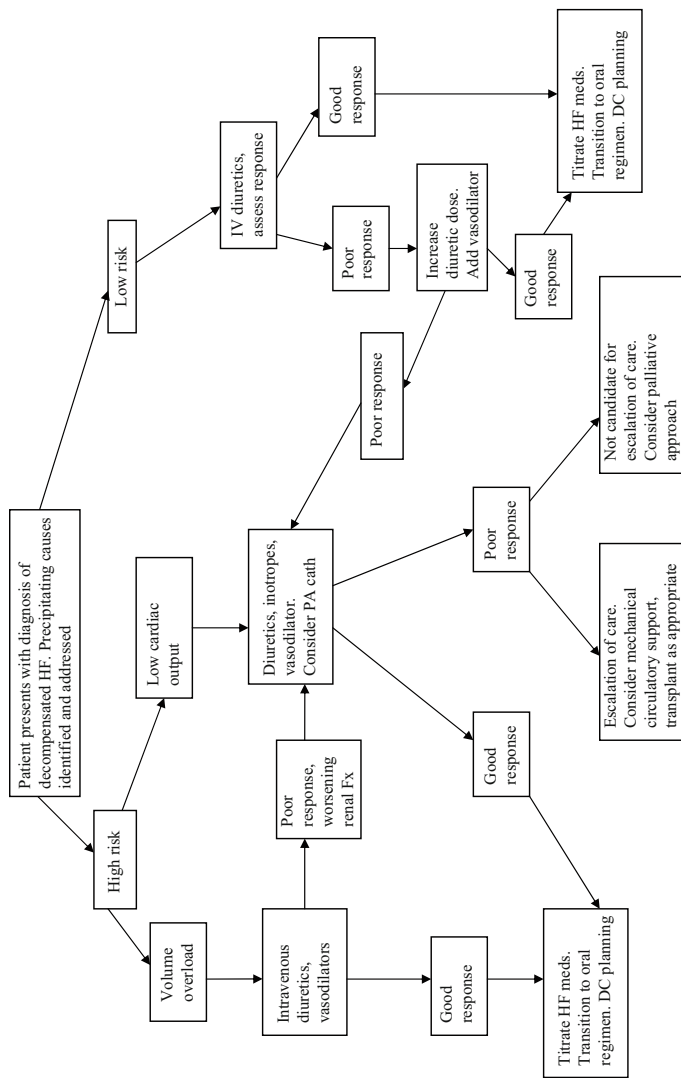 Patient presents with diagnosis of
decompensated HF. Precipitating causes
identified and addressed
High risk
Low risk
Volume
overload
Low cardiac
output
IV diuretics,
assess response
Intravenous
diuretics,
vasodilators
Poor
response,
worsening
renal Fx
Diuretics, inotropes,
vasodilator.
Consider PA cath
Poor response
Poor
response
Good
response
Increase
diuretic dose.
Add vasodilator
Good
response
Good
response
Poor
response
Good
response
Titrate HF meds.
Transition to oral
regimen. DC planning
Escalation of care.
Consider mechanical
circulatory support,
transplant as appropriate
Not candidate for
escalation of care.
Consider palliative
approach
Titrate HF meds.
Transition to oral
regimen. DC planning